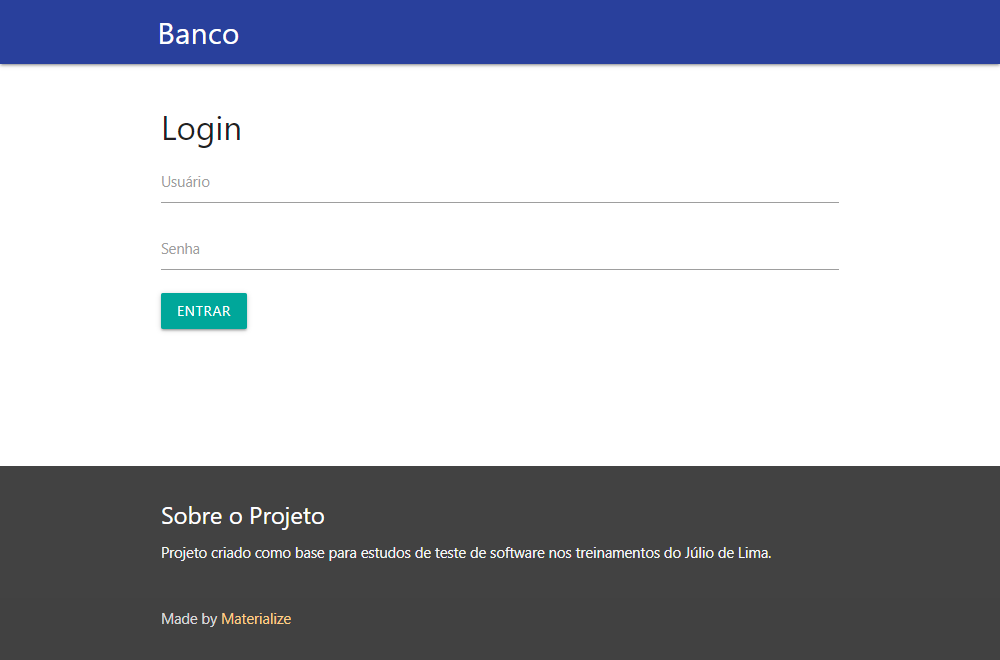 Banco
Login
Usuário
Senha
ENTRAR
Sobre o Projeto
Projeto criado como base para estudos de teste de software nos treinamentos do Júlio de Lima.
Made by Materialize